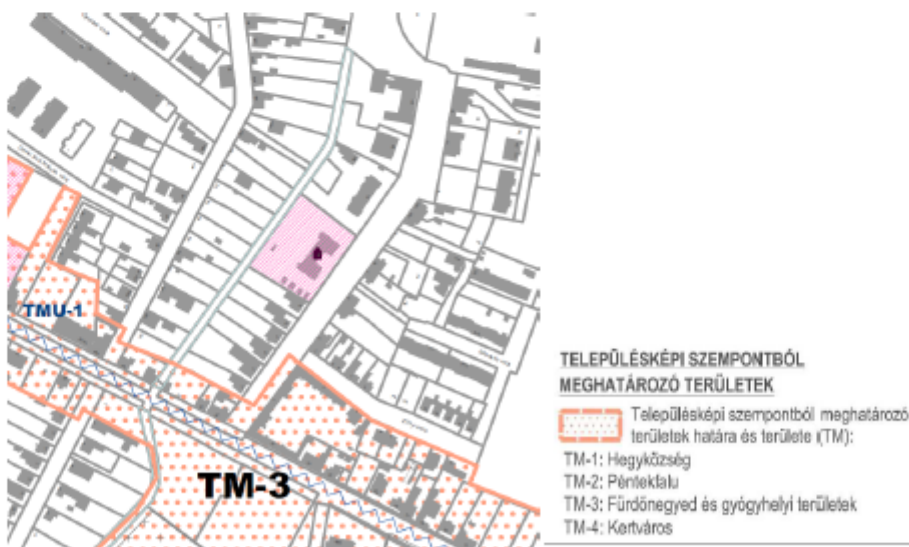 TMU-1
TM-3
TELEPÜLÉSKÉPI SZEMPONTBÓL
MEGHATÁROZÓ TERÜLETEK
Településképi szempontból meghatározó
területek határa és területe (TM):
TM-1: Hegyközség
TM-2: Péntekfalu
TM-3: Fürdőnegyed és gyógyhelyi területek
TM-4: Kertváros